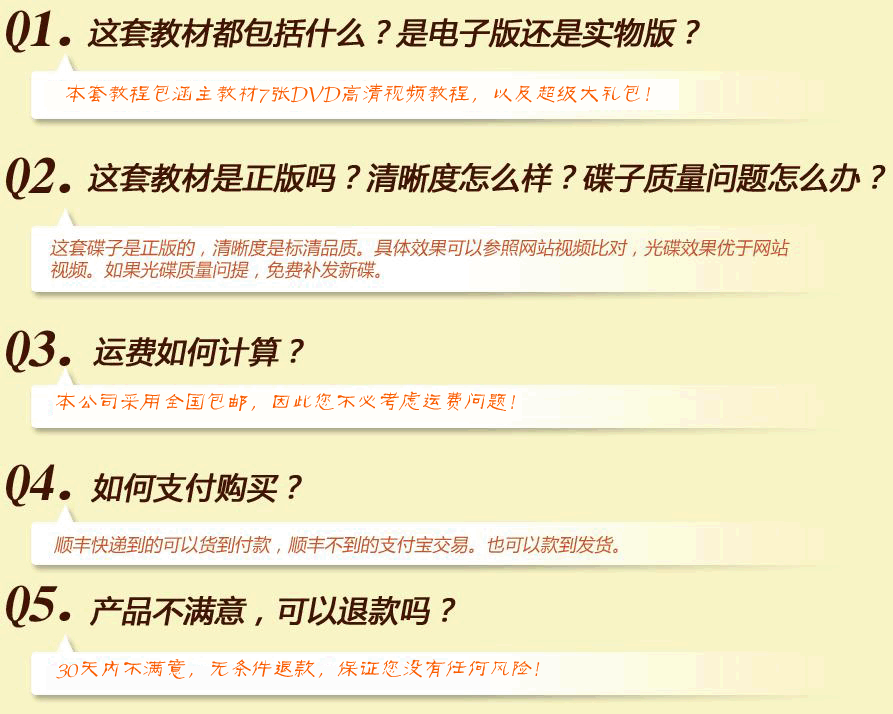 Q1. 这套教材都包括什么？是电子版还是实物版？
本套教程包涵主教材7张DVD高清视频教程，以及超级大礼包！
Q2. 这套教材是正版吗？清晰度怎么样？碟子质量问题怎么办？
这套碟子是正版的，清晰度是标清品质。具体效果可以参照网站视频比对，光碟效果优于网站
视频。如果光碟质量问提，免费补发新碟。
Q3. 运费如何计算？
本公司采用全国包邮，因此您不必考虑运费问题！
Q4. 如何支付购买？
顺丰快递到的可以货到付款，顺丰不到的支付宝交易。也可以款到发货。
Q5. 产品不满意，可以退款吗？
30天内不满意，无条件退款，保证您没有任何风险！